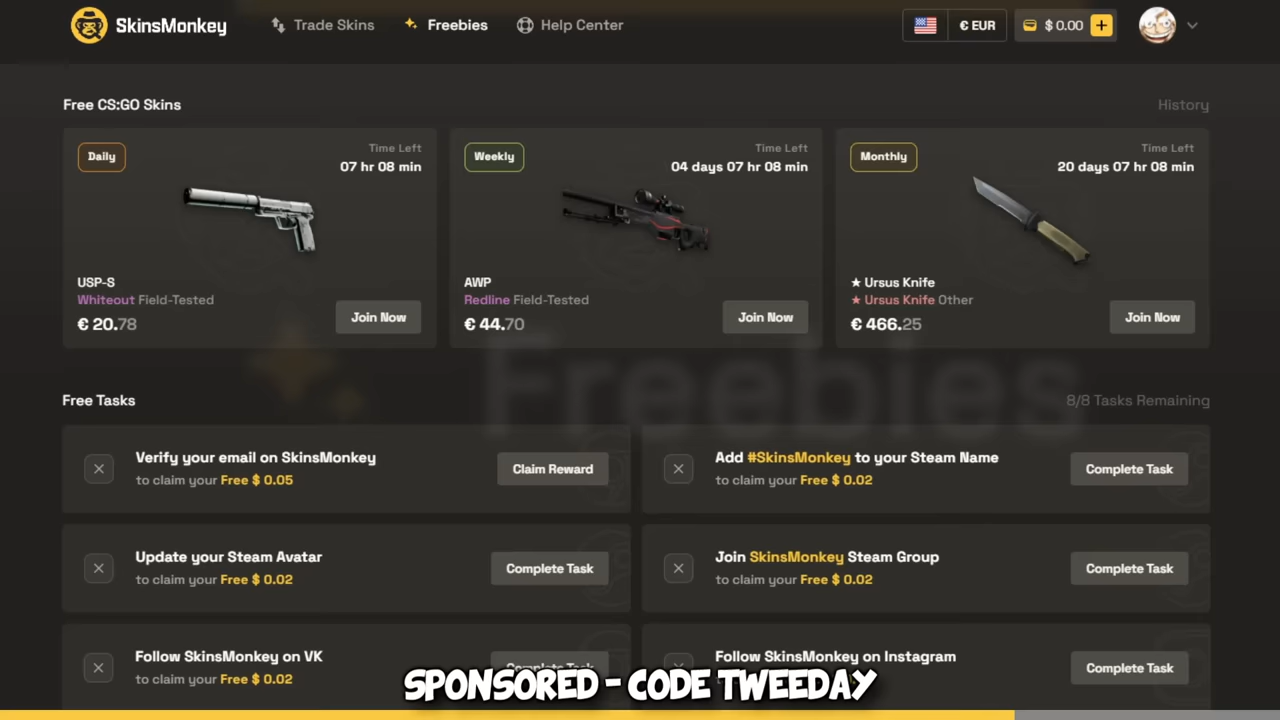 SkinsMonkey
Trade Skins
Freebies
Help Center
€ EUR
$ 0.00
Free CS:GO Skins
History
Daily
Time Left
07 hr 08 min
USP-S
Whiteout Field-Tested
€ 20.78
Join Now
Weekly
Time Left
04 days 07 hr 08 min
AWP
Redline Field-Tested
€ 44.70
Join Now
Monthly
Time Left
20 days 07 hr 08 min
★ Ursus Knife
★ Ursus Knife Other
€ 466.25
Join Now
Freebies
Free Tasks
8/8 Tasks Remaining
Verify your email on SkinsMonkey
to claim your Free $ 0.05
Claim Reward
Add #SkinsMonkey to your Steam Name
to claim your Free $ 0.02
Complete Task
Update your Steam Avatar
to claim your Free $ 0.02
Complete Task
Join SkinsMonkey Steam Group
to claim your Free $ 0.02
Complete Task
Follow SkinsMonkey on VK
to claim your Free $ 0.02
Complete Task
Follow SkinsMonkey on Instagram
Complete Task
SPONSORED - CODE TWEEDAY